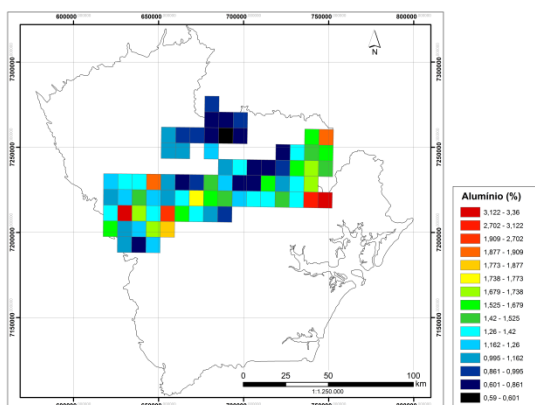 600000 650000 700000 750000 800000
N
7300000
7250000
7200000
7150000
0 25 50 100
km
1:1.250.000
650000 700000 750000 800000
Alumínio (%)
3,122 - 3,36
2,702 - 3,122
1,909 - 2,702
1,877 - 1,909
1,773 - 1,877
1,738 - 1,773
1,679 - 1,738
1,525 - 1,679
1,42 - 1,525
1,26 - 1,42
1,162 - 1,26
0,995 - 1,162
0,861 - 0,995
0,601 - 0,861
0,59 - 0,601